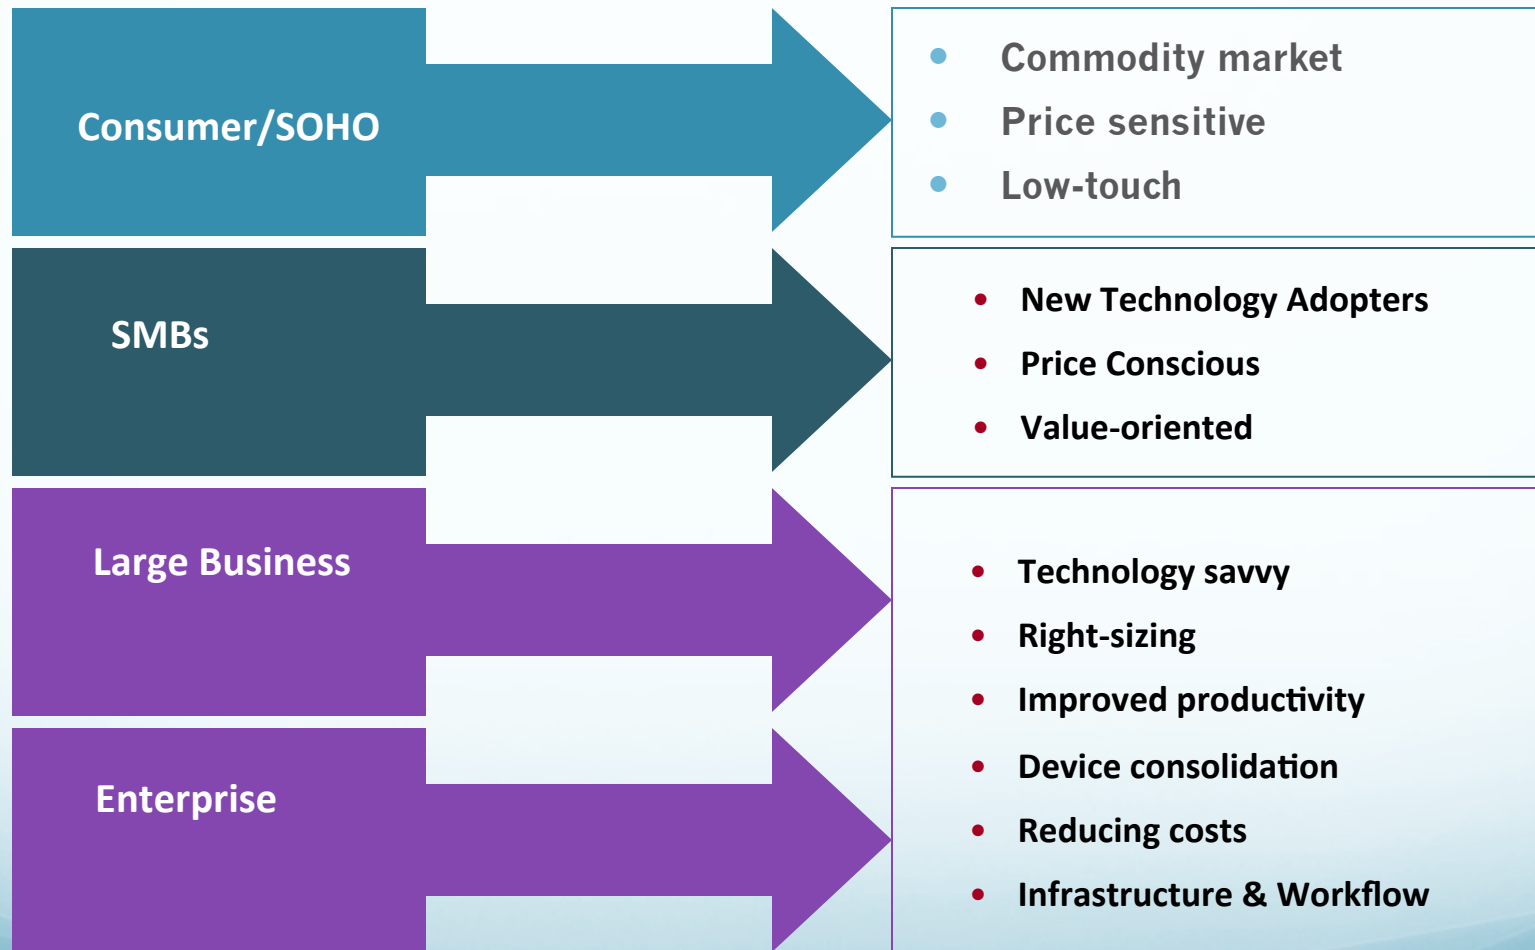 Consumer/SOHO
• Commodity market
• Price sensitive
• Low-touch
SMBs
• New Technology Adopters
• Price Conscious
• Value-oriented
Large Business
Enterprise
• Technology savvy
• Right-sizing
• Improved productivity
• Device consolidation
• Reducing costs
• Infrastructure & Workflow